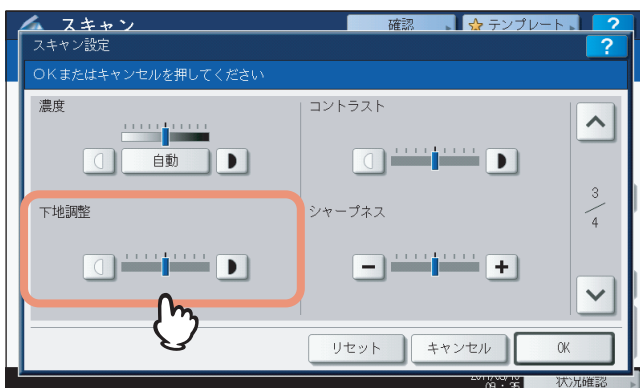 スキャン
確認
テンプレート
?
スキャン設定
?
OKまたはキャンセルを押してください
濃度
コントラスト
自動
3
4
下地調整
シャープネス
リセット
キャンセル
OK
状況確認